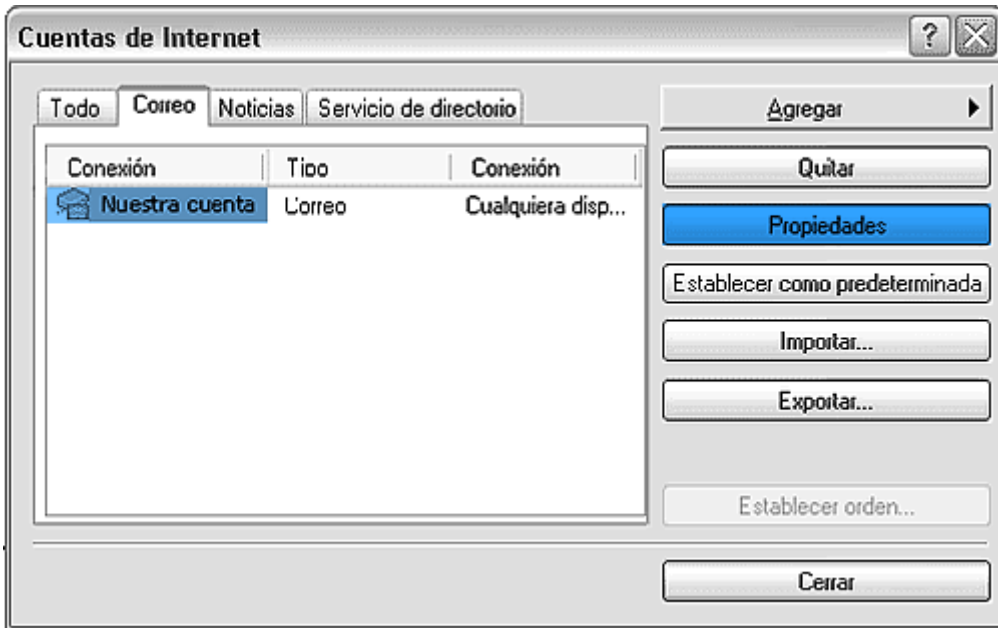 Cuentas de Internet
Todo Correo Noticias Servicio de directorio
Conexión Tipo Conexión
Nuestra cuenta Correo Cualquiera disp...
Agregar
Quitar
Propiedades
Establecer como predeterminada
Importar...
Exportar...
Establecer orden...
Cerrar